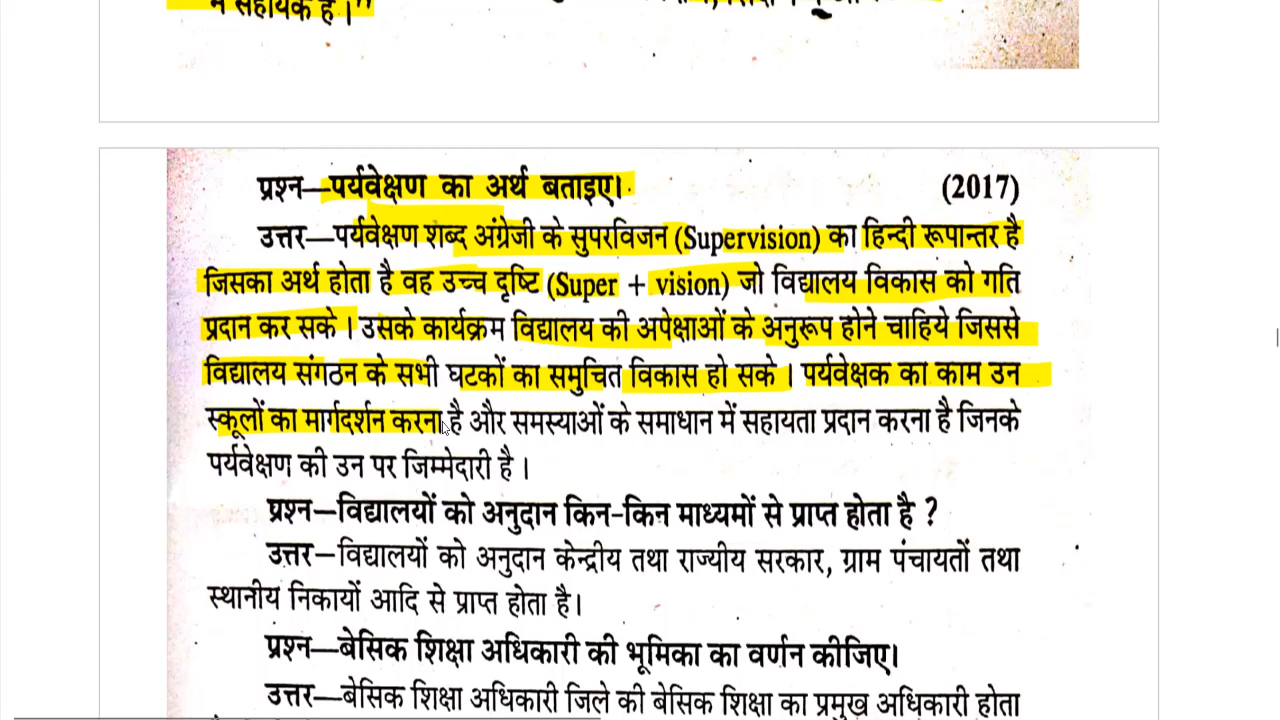 में सहायक है।"
प्रश्न—पर्यवेक्षण का अर्थ बताइए। (2017)
उत्तर—पर्यवेक्षण शब्द अंग्रेजी के सुपरविजन (Supervision) का हिन्दी रूपान्तर है
जिसका अर्थ होता है वह उच्च दृष्टि (Super + vision) जो विद्यालय विकास को गति
प्रदान कर सके। उसके कार्यक्रम विद्यालय की अपेक्षाओं के अनुरूप होने चाहिये जिससे
विद्यालय संगठन के सभी घटकों का समुचित विकास हो सके। पर्यवेक्षक का काम उन
स्कूलों का मार्गदर्शन करना है और समस्याओं के समाधान में सहायता प्रदान करना है जिनके
पर्यवेक्षण की उन पर जिम्मेदारी है।
प्रश्न—विद्यालयों को अनुदान किन-किन माध्यमों से प्राप्त होता है ?
उत्तर—विद्यालयों को अनुदान केन्द्रीय तथा राज्यीय सरकार, ग्राम पंचायतों तथा
स्थानीय निकायों आदि से प्राप्त होता है।
प्रश्न—बेसिक शिक्षा अधिकारी की भूमिका का वर्णन कीजिए।
उत्तर—बेसिक शिक्षा अधिकारी जिले की बेसिक शिक्षा का प्रमुख अधिकारी होता